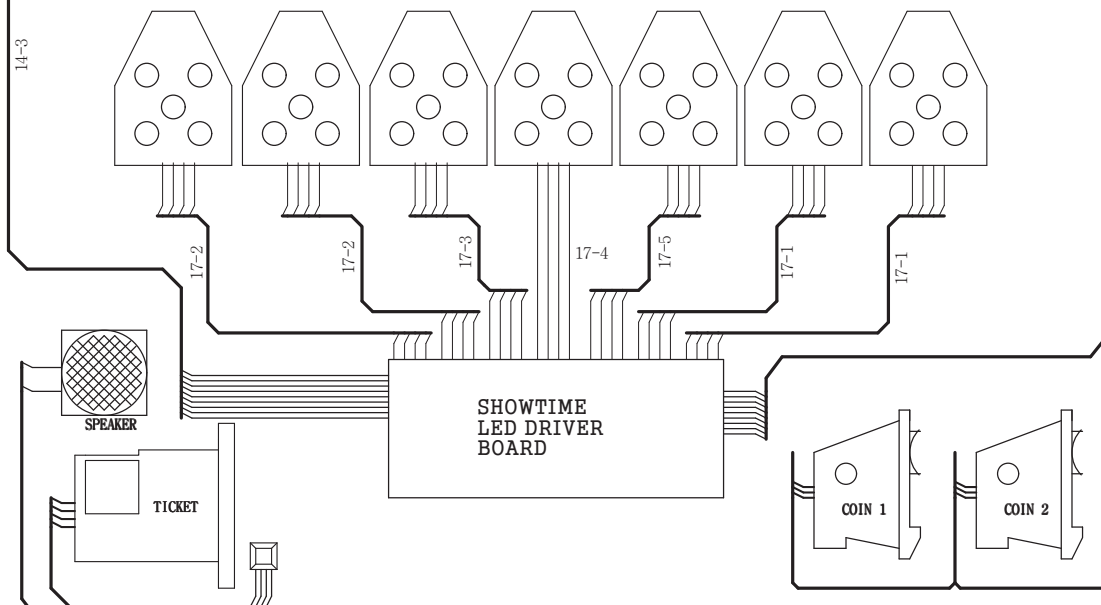 14-3
17-2
17-2
17-3
17-4
17-5
17-1
17-1
SPEAKER
SHOWTIME
LED DRIVER
BOARD
TICKET
COIN 1
COIN 2